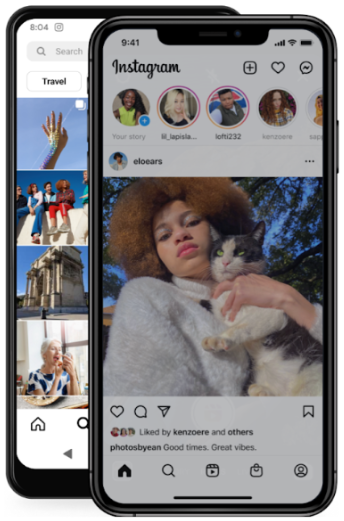 8:04
Search
Travel
9:41
Instagram
Your story
lil_lapisla...
lofti232
kenzoere
sap
eloears
Liked by kenzoere and others
photosbyean Good times. Great vibes.